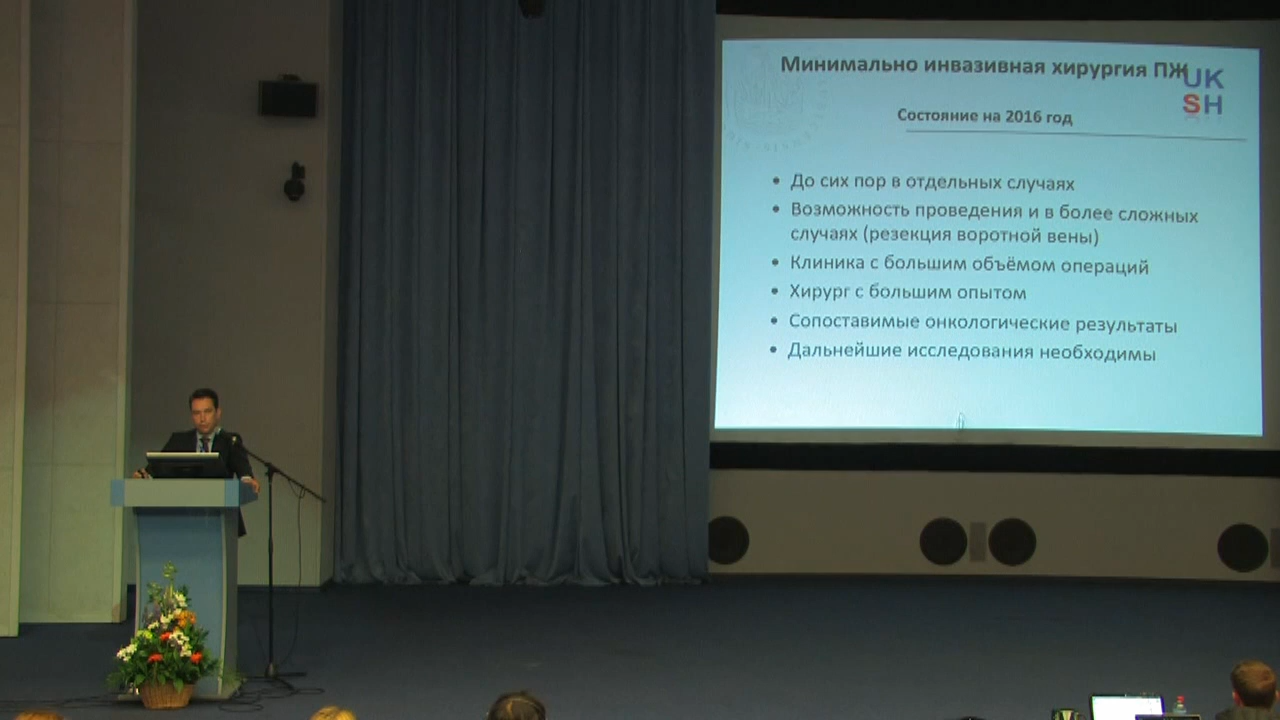 Минимально инвазивная хирургия ПЖ
UK
SH
Состояние на 2016 год
• До сих пор в отдельных случаях
• Возможность проведения и в более сложных
случаях (резекция воротной вены)
• Клиника с большим объёмом операций
• Хирург с большим опытом
• Сопоставимые онкологические результаты
• Дальнейшие исследования необходимы